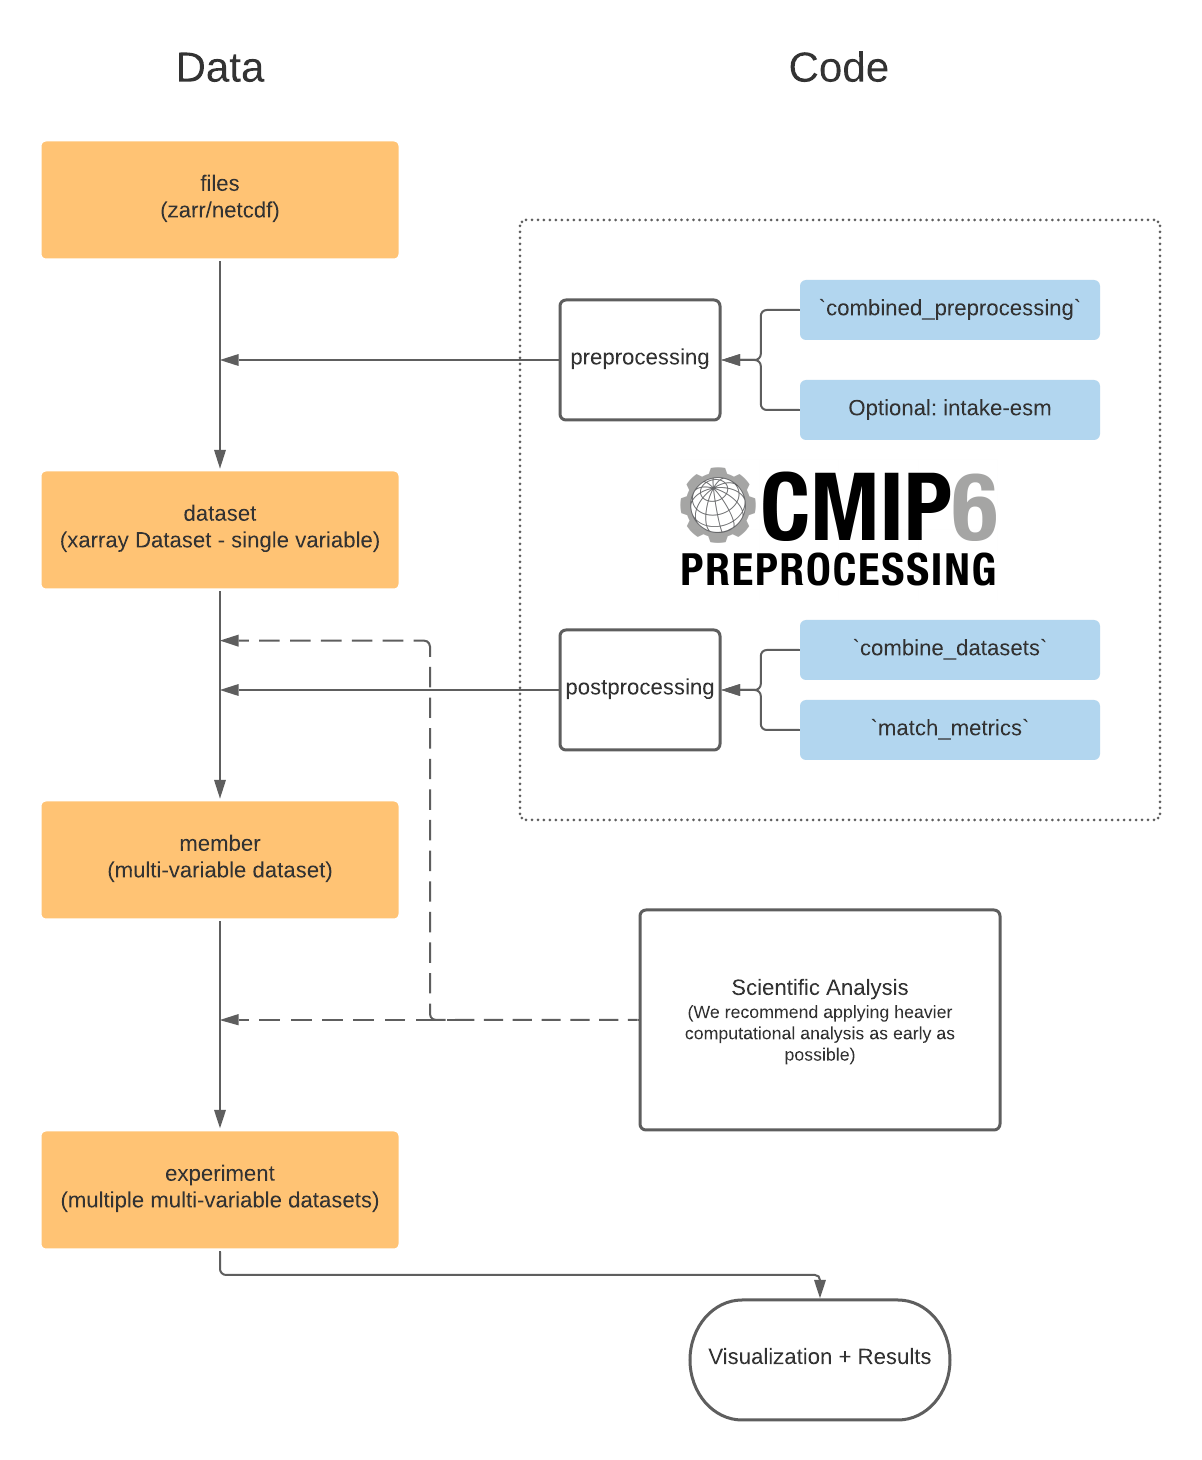 Data
Code
files
(zarr/netcdf)
`combined_preprocessing`
preprocessing
Optional: intake-esm
CMIP6
PREPROCESSING
dataset
(xarray Dataset - single variable)
`combine_datasets`
postprocessing
`match_metrics`
member
(multi-variable dataset)
Scientific Analysis
(We recommend applying heavier
computational analysis as early as
possible)
experiment
(multiple multi-variable datasets)
Visualization + Results